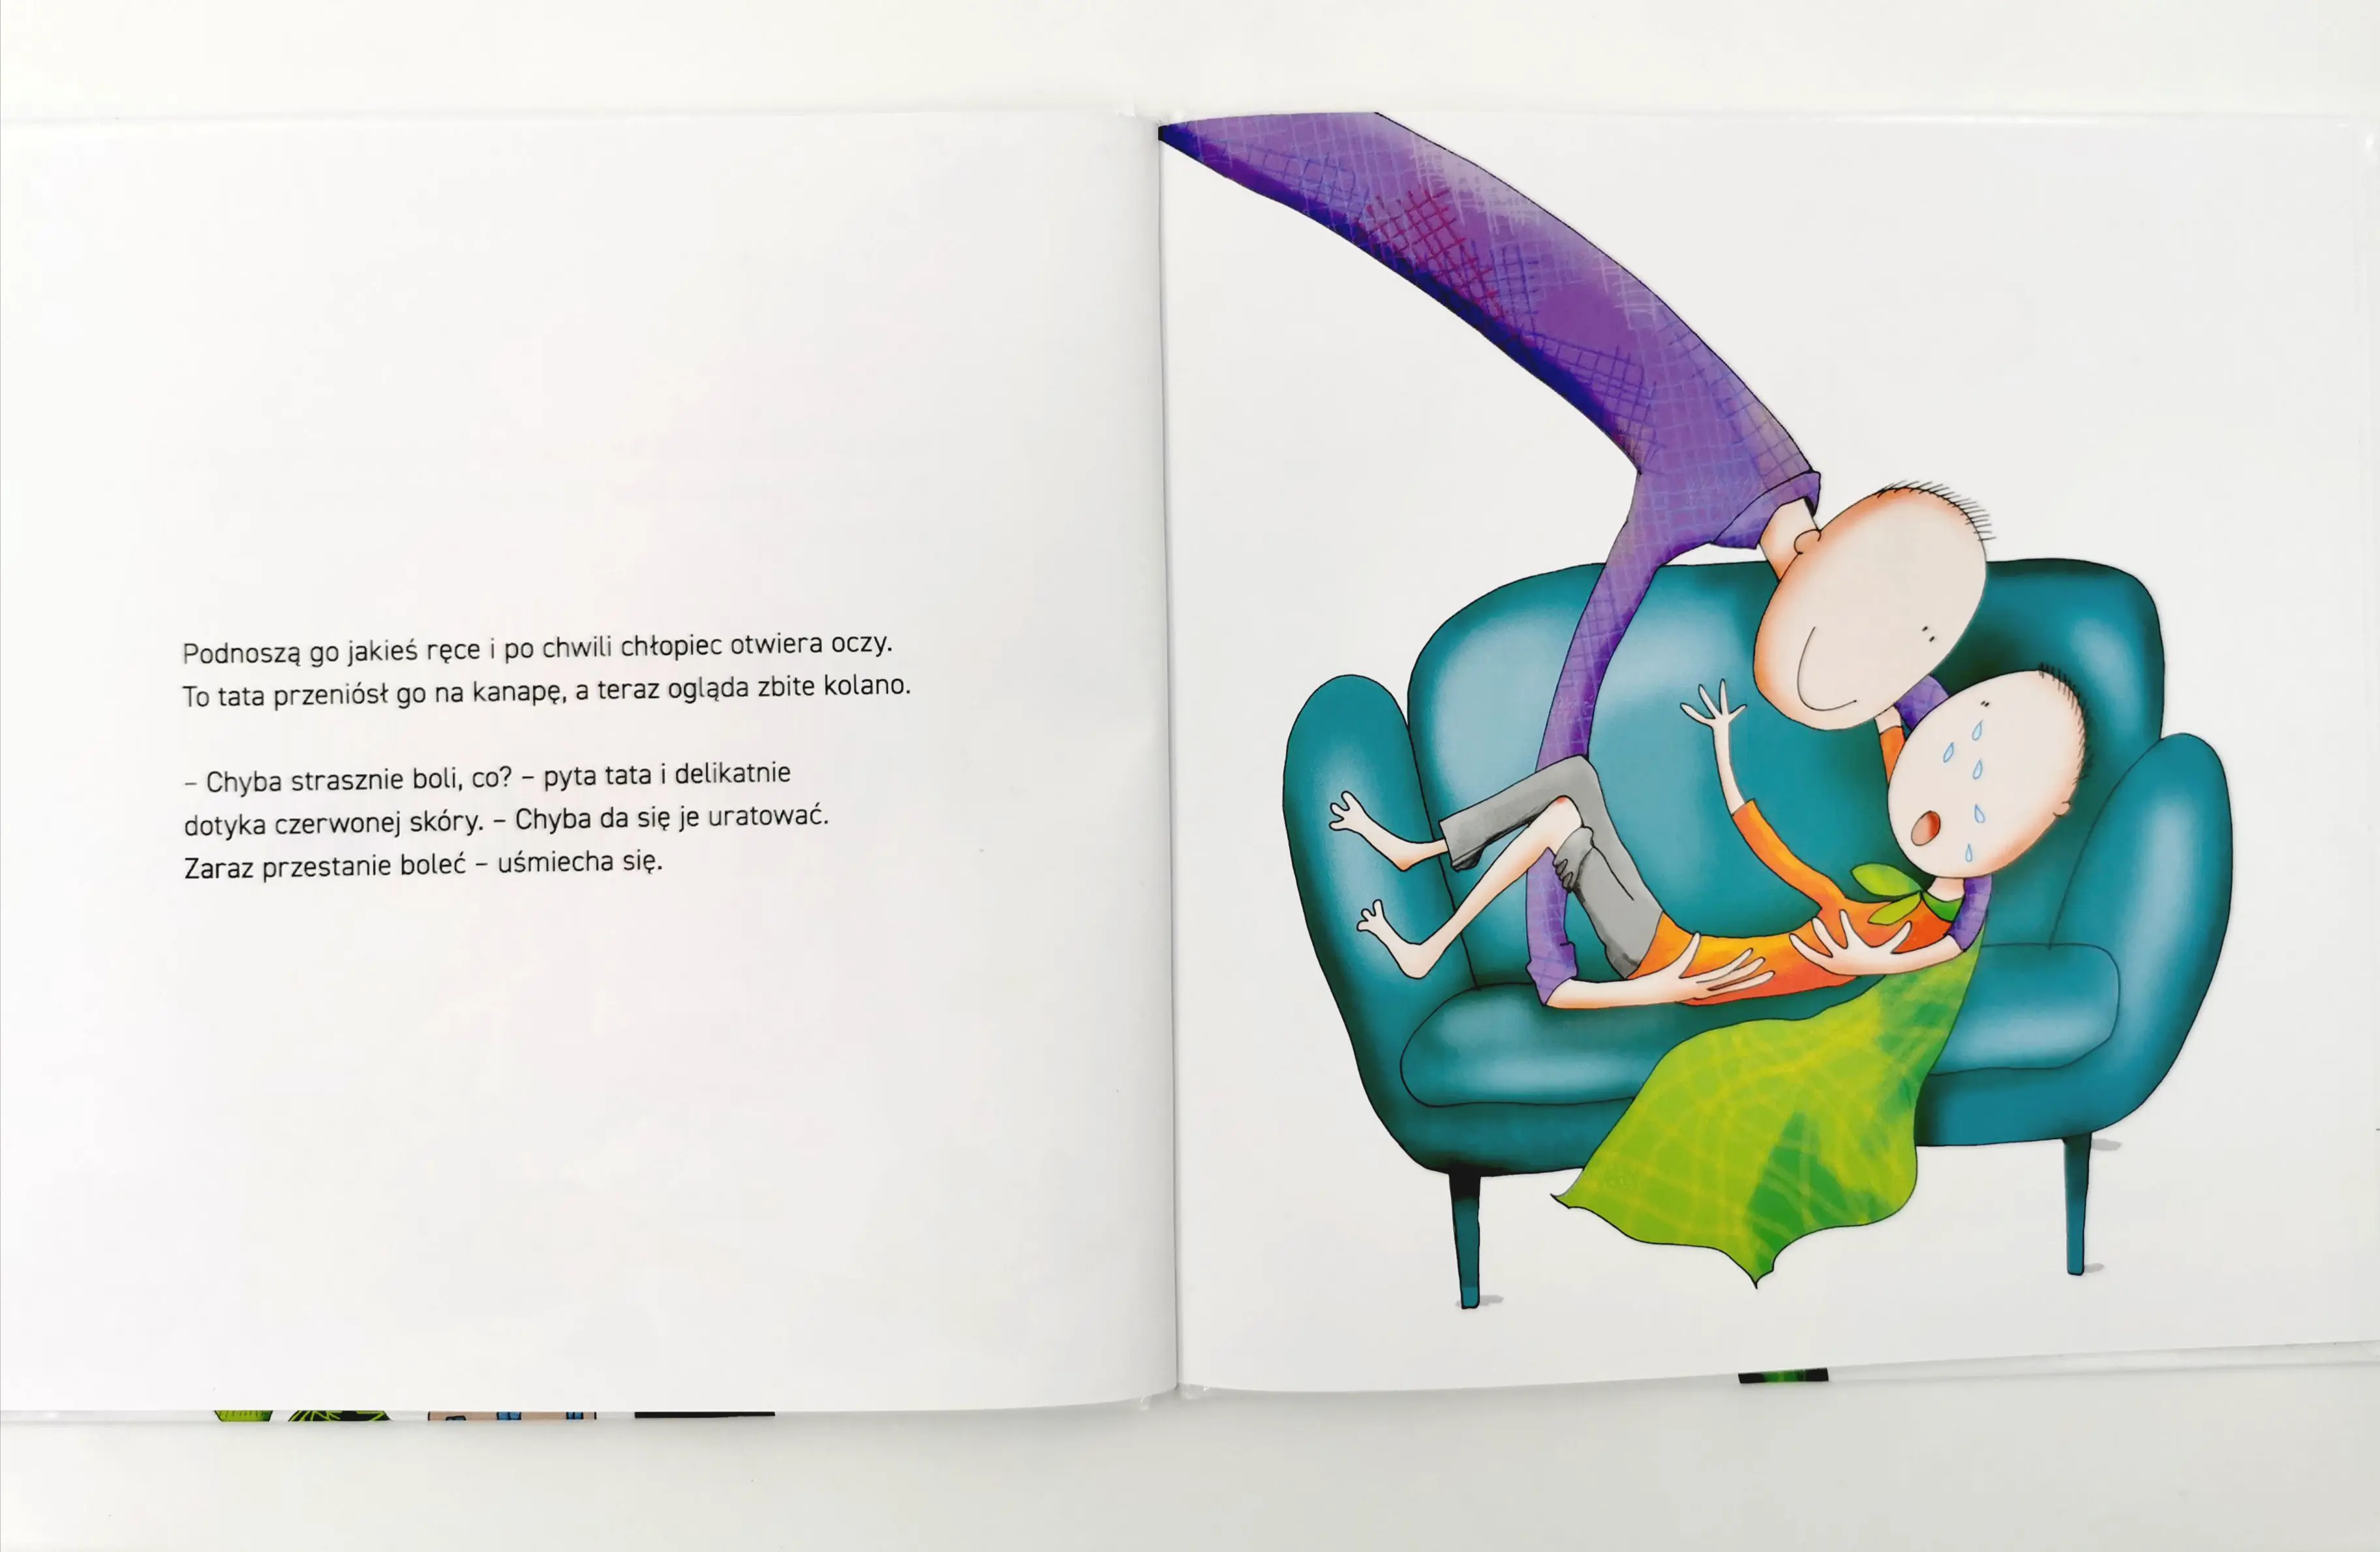 Podnoszą go jakieś ręce i po chwili chłopiec otwiera oczy.
To tata przeniósł go na kanapę, a teraz ogląda zbite kolano.
– Chyba strasznie boli, co? – pyta tata i delikatnie
dotyka czerwonej skóry. – Chyba da się je uratować.
Zaraz przestanie boleć – uśmiecha się.